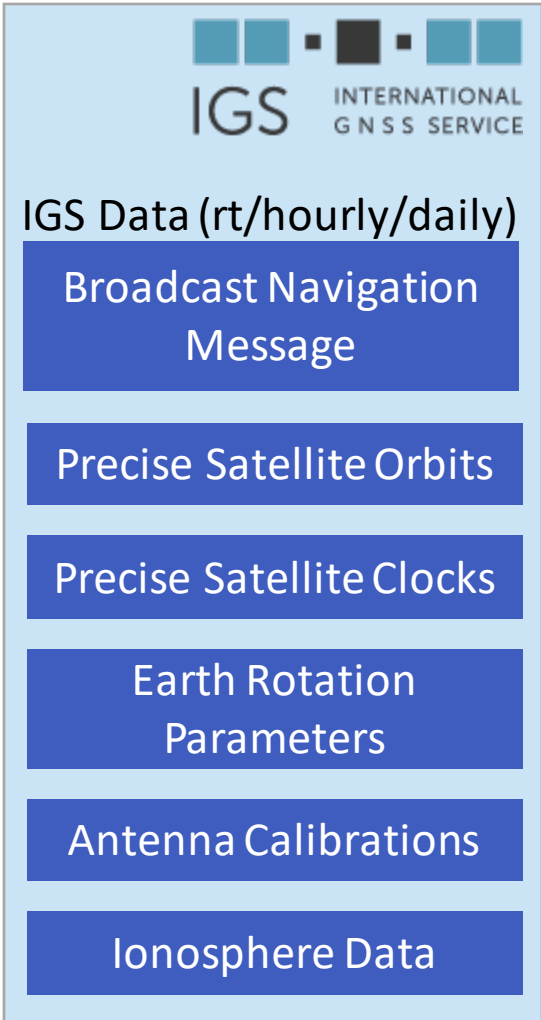 IGS INTERNATIONAL
GNSS SERVICE
IGS Data (rt/hourly/daily)
Broadcast Navigation
Message
Precise Satellite Orbits
Precise Satellite Clocks
Earth Rotation
Parameters
Antenna Calibrations
Ionosphere Data